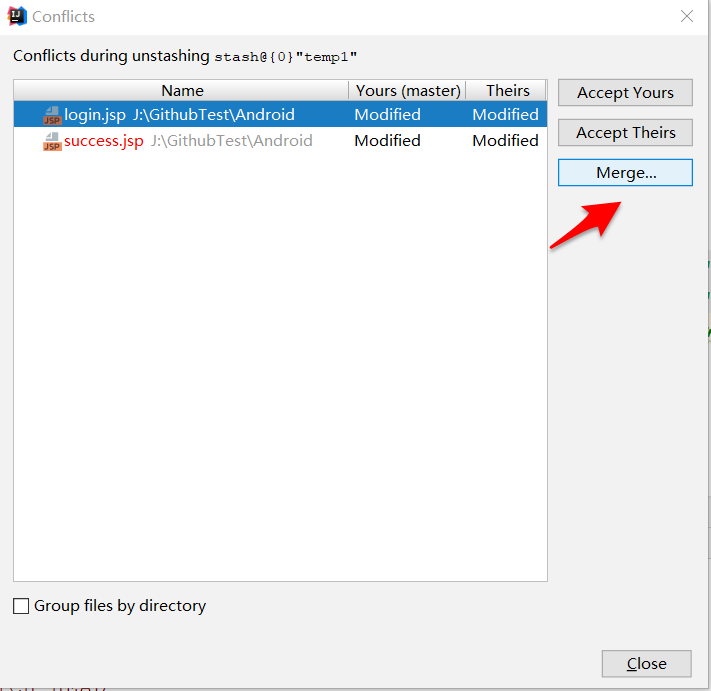 Conflicts
Conflicts during unstashing stash@{0}"temp1"
Name Yours (master) Theirs
login.jsp J:\GithubTest\Android Modified Modified
success.jsp J:\GithubTest\Android Modified Modified
Accept Yours
Accept Theirs
Merge...
Group files by directory
Close